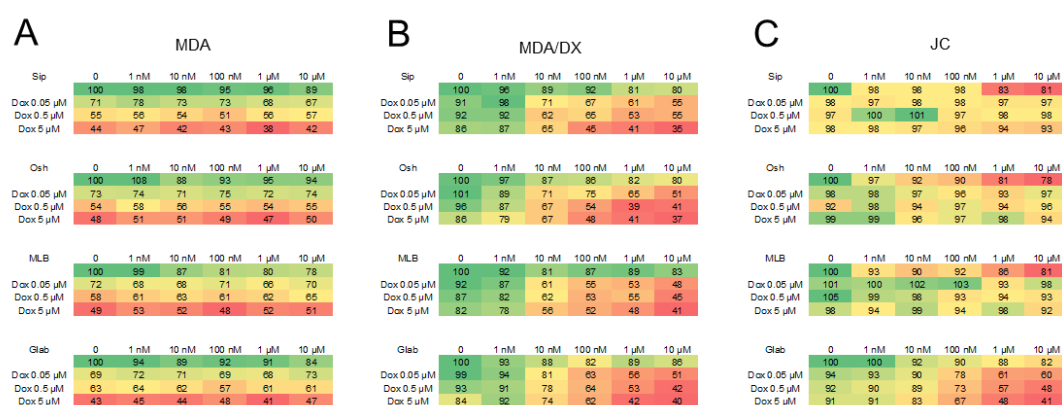 A MDA
Sip 0 1 nM 10 nM 100 nM 1 µM 10 µM
100 98 98 95 96 89
Dox 0.05 µM 71 78 73 73 68 67
Dox 0.5 µM 55 56 54 51 56 57
Dox 5 µM 44 47 42 43 38 42
Osh 0 1 nM 10 nM 100 nM 1 µM 10 µM
100 108 88 93 95 94
Dox 0.05 µM 73 74 71 75 72 74
Dox 0.5 µM 54 58 56 55 54 55
Dox 5 µM 48 51 51 49 47 50
MLB 0 1 nM 10 nM 100 nM 1 µM 10 µM
100 99 87 81 80 78
Dox 0.05 µM 72 68 68 71 66 70
Dox 0.5 µM 58 61 63 61 62 65
Dox 5 µM 49 53 52 48 52 51
Glab 0 1 nM 10 nM 100 nM 1 µM 10 µM
100 94 89 92 91 84
Dox 0.05 µM 69 72 71 69 68 73
Dox 0.5 µM 63 64 62 57 61 61
Dox 5 µM 43 45 44 48 41 47
B MDA/DX
Sip 0 1 nM 10 nM 100 nM 1 µM 10 µM
100 96 89 92 81 80
Dox 0.05 µM 91 98 71 67 61 55
Dox 0.5 µM 92 92 62 65 53 55
Dox 5 µM 86 87 65 45 41 35
Osh 0 1 nM 10 nM 100 nM 1 µM 10 µM
100 97 87 86 82 80
Dox 0.05 µM 101 89 71 75 65 51
Dox 0.5 µM 96 87 67 54 39 41
Dox 5 µM 86 79 67 48 41 37
MLB 0 1 nM 10 nM 100 nM 1 µM 10 µM
100 92 81 87 89 83
Dox 0.05 µM 92 87 61 55 53 48
Dox 0.5 µM 87 82 62 53 55 45
Dox 5 µM 82 78 56 52 48 41
Glab 0 1 nM 10 nM 100 nM 1 µM 10 µM
100 93 88 82 89 86
Dox 0.05 µM 99 94 81 63 56 51
Dox 0.5 µM 93 91 78 64 53 42
Dox 5 µM 84 92 74 62 42 40
C JC
Sip 0 1 nM 10 nM 100 nM 1 µM 10 µM
100 98 98 98 83 81
Dox 0.05 µM 98 97 98 98 97 97
Dox 0.5 µM 97 100 101 97 98 98
Dox 5 µM 98 98 97 96 94 93
Osh 0 1 nM 10 nM 100 nM 1 µM 10 µM
100 97 92 90 81 78
Dox 0.05 µM 98 98 97 96 93 97
Dox 0.5 µM 92 98 94 97 94 96
Dox 5 µM 99 99 96 97 98 94
MLB 0 1 nM 10 nM 100 nM 1 µM 10 µM
100 93 90 92 86 81
Dox 0.05 µM 101 100 102 103 93 98
Dox 0.5 µM 105 99 98 93 94 93
Dox 5 µM 98 94 99 94 98 92
Glab 0 1 nM 10 nM 100 nM 1 µM 10 µM
100 100 92 90 88 82
Dox 0.05 µM 94 93 90 78 61 60
Dox 0.5 µM 92 90 89 73 57 48
Dox 5 µM 91 92 83 67 48 41